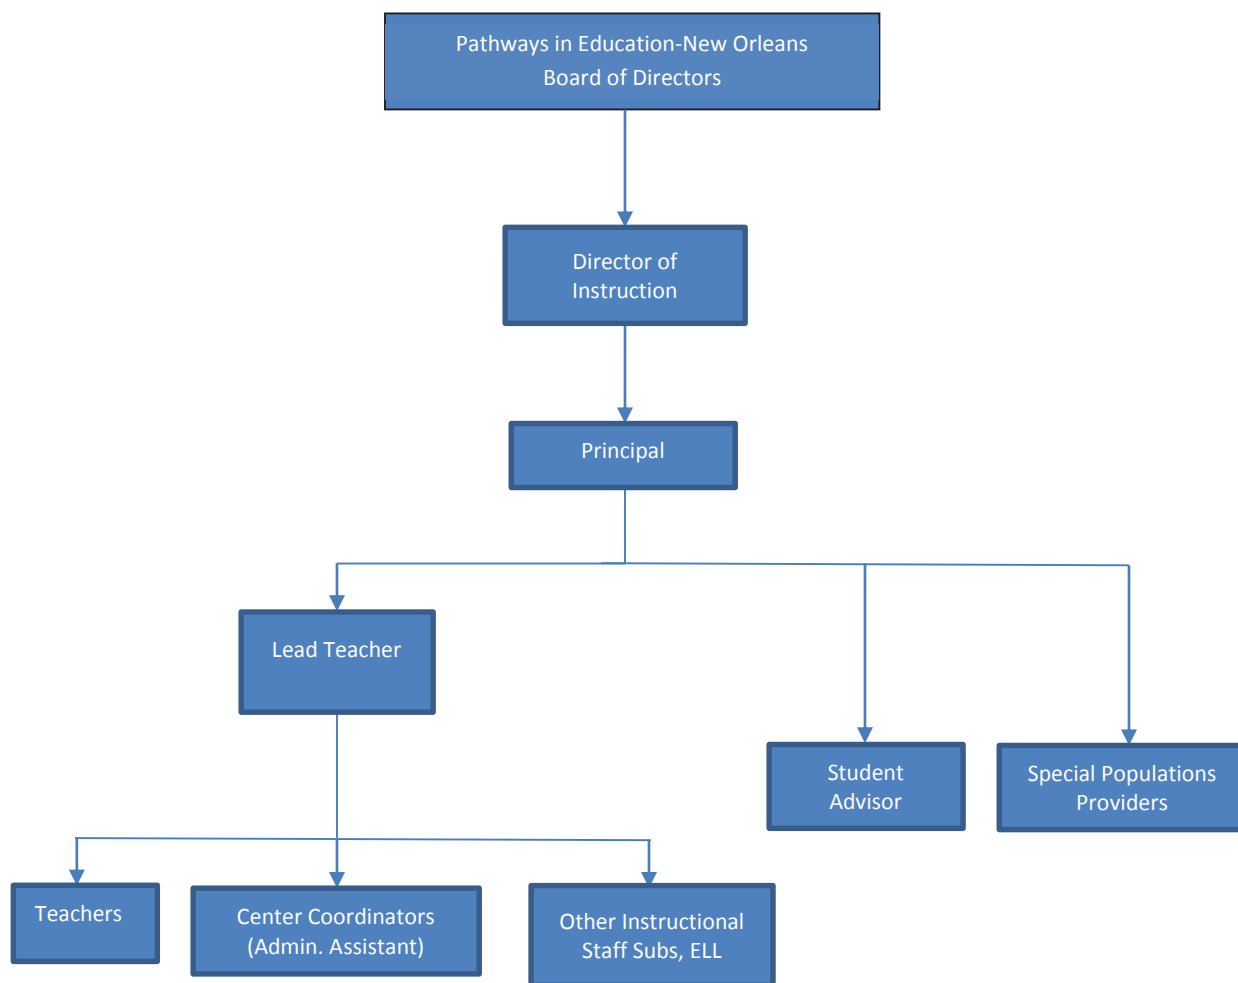 Pathways in Education-New Orleans
Board of Directors
Director of
Instruction
Principal
Lead Teacher
Student
Advisor
Special Populations
Providers
Teachers
Center Coordinators
(Admin. Assistant)
Other Instructional
Staff Subs, ELL